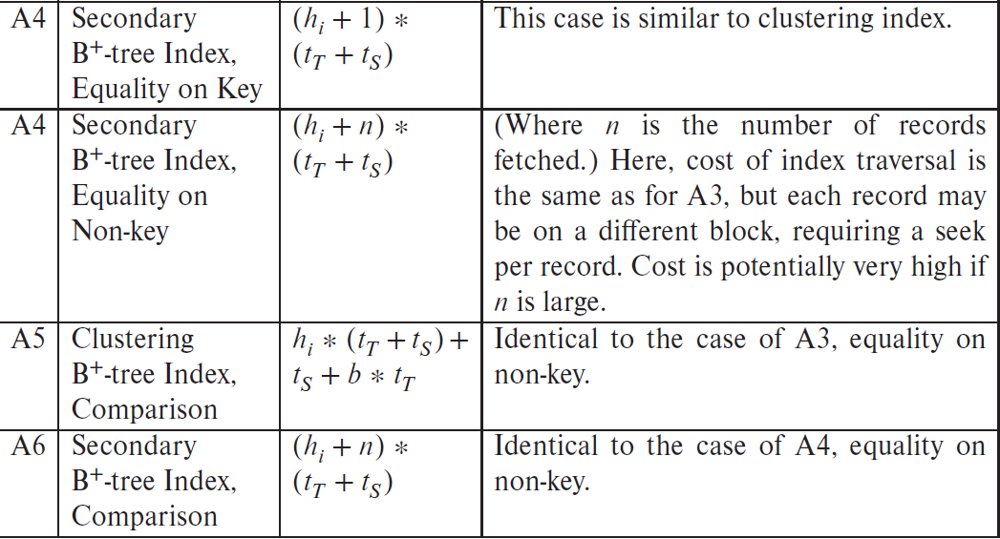 A4 Secondary (hᵢ + 1) ∗ This case is similar to clustering index.
B⁺-tree Index, (t_T + t_S)
Equality on Key
A4 Secondary (hᵢ + n) ∗ (Where n is the number of records
B⁺-tree Index, (t_T + t_S) fetched.) Here, cost of index traversal is
Equality on the same as for A3, but each record may
Non-key be on a different block, requiring a seek
per record. Cost is potentially very high if
n is large.
A5 Clustering hᵢ ∗ (t_T + t_S) + Identical to the case of A3, equality on
B⁺-tree Index, t_S + b ∗ t_T non-key.
Comparison
A6 Secondary (hᵢ + n) ∗ Identical to the case of A4, equality on
B⁺-tree Index, (t_T + t_S) non-key.
Comparison